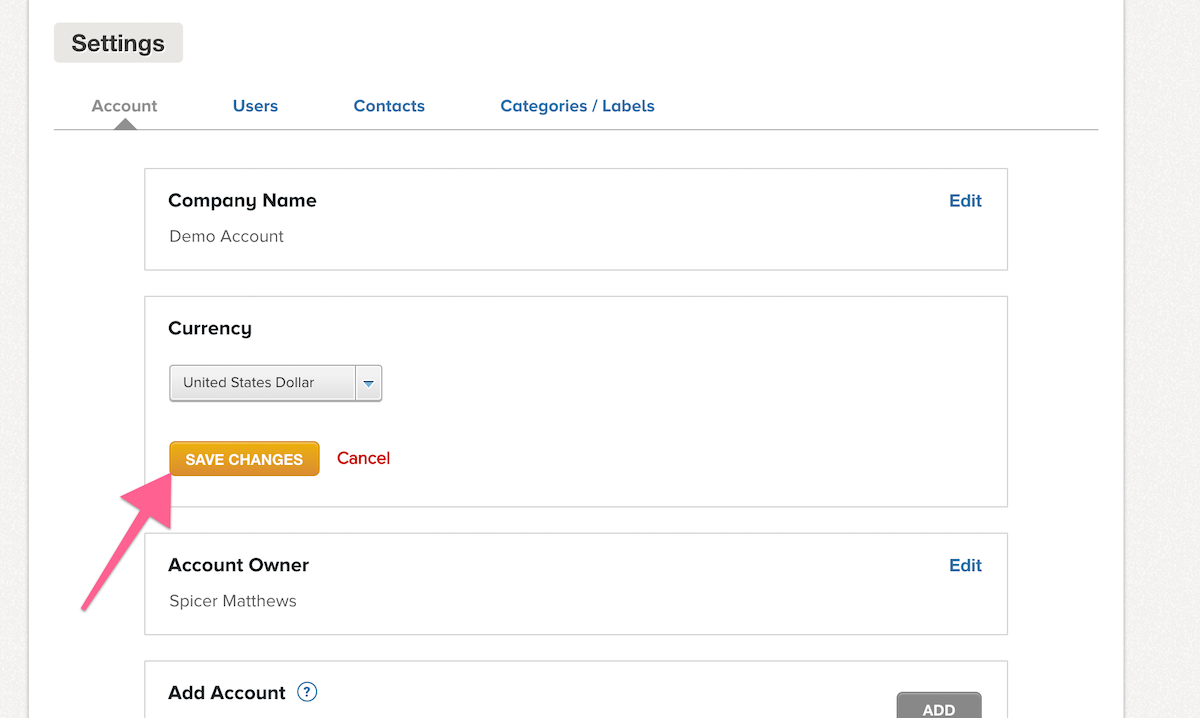 Settings
Account Users Contacts Categories / Labels
Company Name Edit
Demo Account
Currency
United States Dollar
SAVE CHANGES Cancel
Account Owner Edit
Spicer Matthews
Add Account ?
ADD